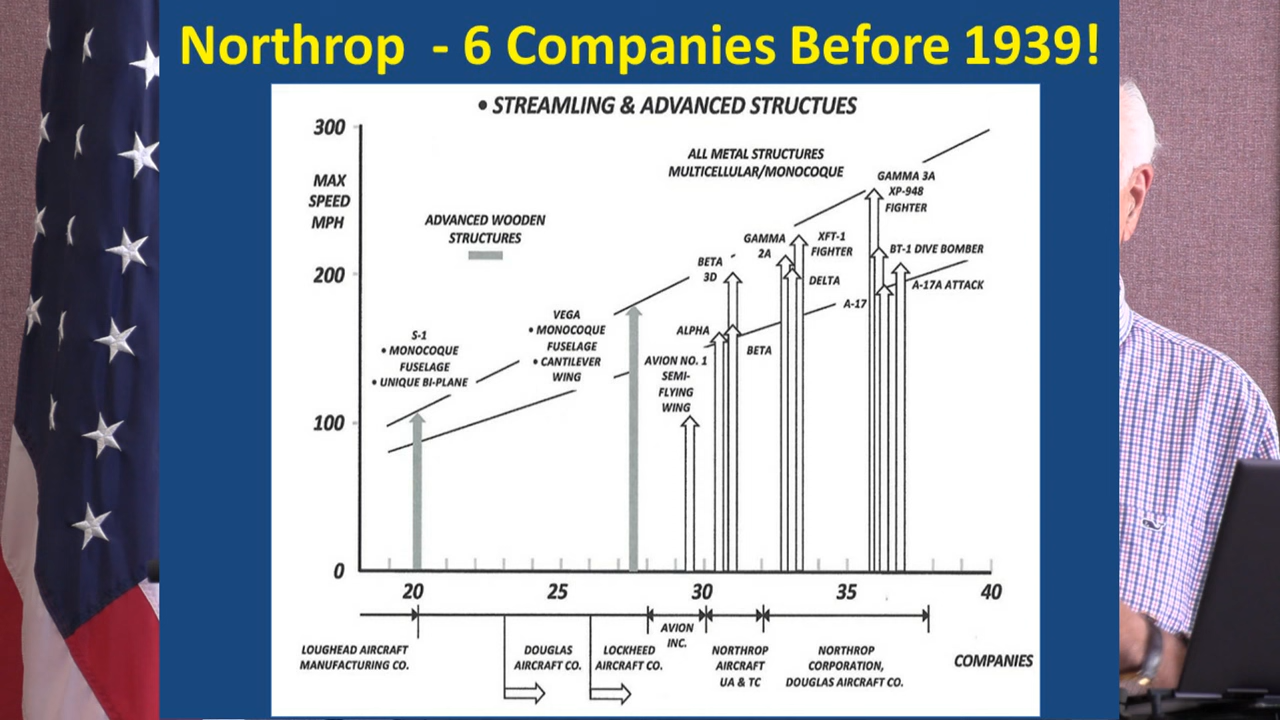 Northrop - 6 Companies Before 1939!
• STREAMLING & ADVANCED STRUCTUES
300
MAX
SPEED
MPH
200
100
0
ADVANCED WOODEN
STRUCTURES
ALL METAL STRUCTURES
MULTICELLULAR/MONOCOQUE
S-1
• MONOCOQUE
FUSELAGE
• UNIQUE BI-PLANE
VEGA
• MONOCOQUE
FUSELAGE
• CANTILEVER
WING
AVION NO. 1
SEMI-
FLYING
WING
ALPHA
BETA
3D
BETA
GAMMA
2A
XFT-1
FIGHTER
DELTA
A-17
GAMMA 3A
XP-948
FIGHTER
BT-1 DIVE BOMBER
A-17A ATTACK
20
25
30
35
40
LOUGHEAD AIRCRAFT
MANUFACTURING CO.
DOUGLAS
AIRCRAFT CO.
LOCKHEED
AIRCRAFT CO.
AVION
INC.
NORTHROP
AIRCRAFT
UA & TC
NORTHROP
CORPORATION,
DOUGLAS AIRCRAFT CO.
COMPANIES